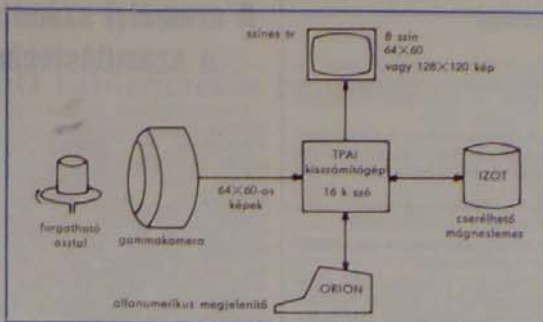 színes tv
8 szín
64×60
vagy 128×120 kép
TPAI
kisszámítógép
16 k szó
IZOT
64×60-os
képek
forgatható
asztal
gammakamera
cserélhető
mágneslemez
ORION
alfanumerikus megjelenítő